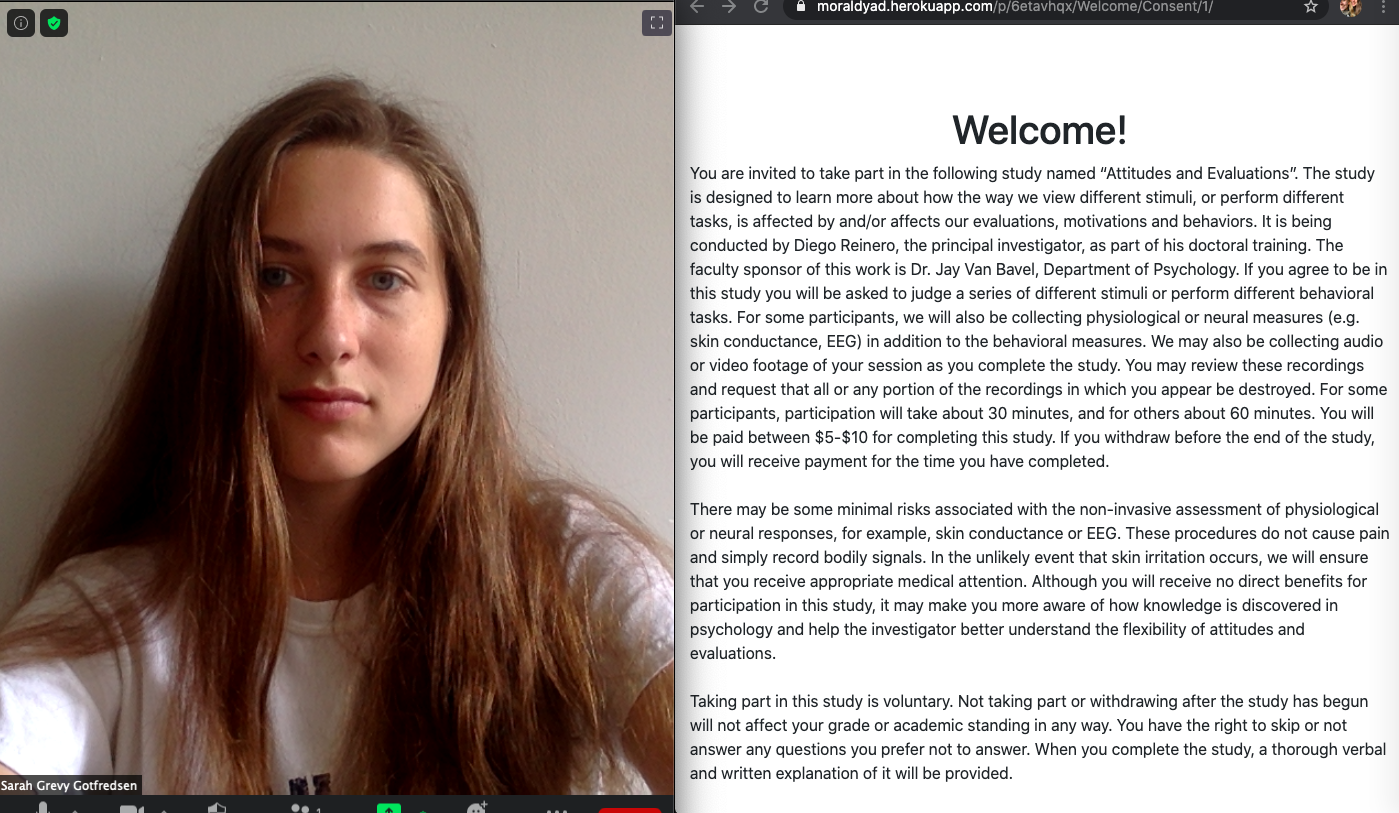 moraldyad.herokuapp.com/p/6etavhqx/Welcome/Consent/1/
Welcome!
You are invited to take part in the following study named “Attitudes and Evaluations”. The study
is designed to learn more about how the way we view different stimuli, or perform different
tasks, is affected by and/or affects our evaluations, motivations and behaviors. It is being
conducted by Diego Reinero, the principal investigator, as part of his doctoral training. The
faculty sponsor of this work is Dr. Jay Van Bavel, Department of Psychology. If you agree to be in
this study you will be asked to judge a series of different stimuli or perform different behavioral
tasks. For some participants, we will also be collecting physiological or neural measures (e.g.
skin conductance, EEG) in addition to the behavioral measures. We may also be collecting audio
or video footage of your session as you complete the study. You may review these recordings
and request that all or any portion of the recordings in which you appear be destroyed. For some
participants, participation will take about 30 minutes, and for others about 60 minutes. You will
be paid between $5-$10 for completing this study. If you withdraw before the end of the study,
you will receive payment for the time you have completed.
There may be some minimal risks associated with the non-invasive assessment of physiological
or neural responses, for example, skin conductance or EEG. These procedures do not cause pain
and simply record bodily signals. In the unlikely event that skin irritation occurs, we will ensure
that you receive appropriate medical attention. Although you will receive no direct benefits for
participation in this study, it may make you more aware of how knowledge is discovered in
psychology and help the investigator better understand the flexibility of attitudes and
evaluations.
Taking part in this study is voluntary. Not taking part or withdrawing after the study has begun
will not affect your grade or academic standing in any way. You have the right to skip or not
answer any questions you prefer not to answer. When you complete the study, a thorough verbal
and written explanation of it will be provided.
Sarah Grevy Gotfredsen
1